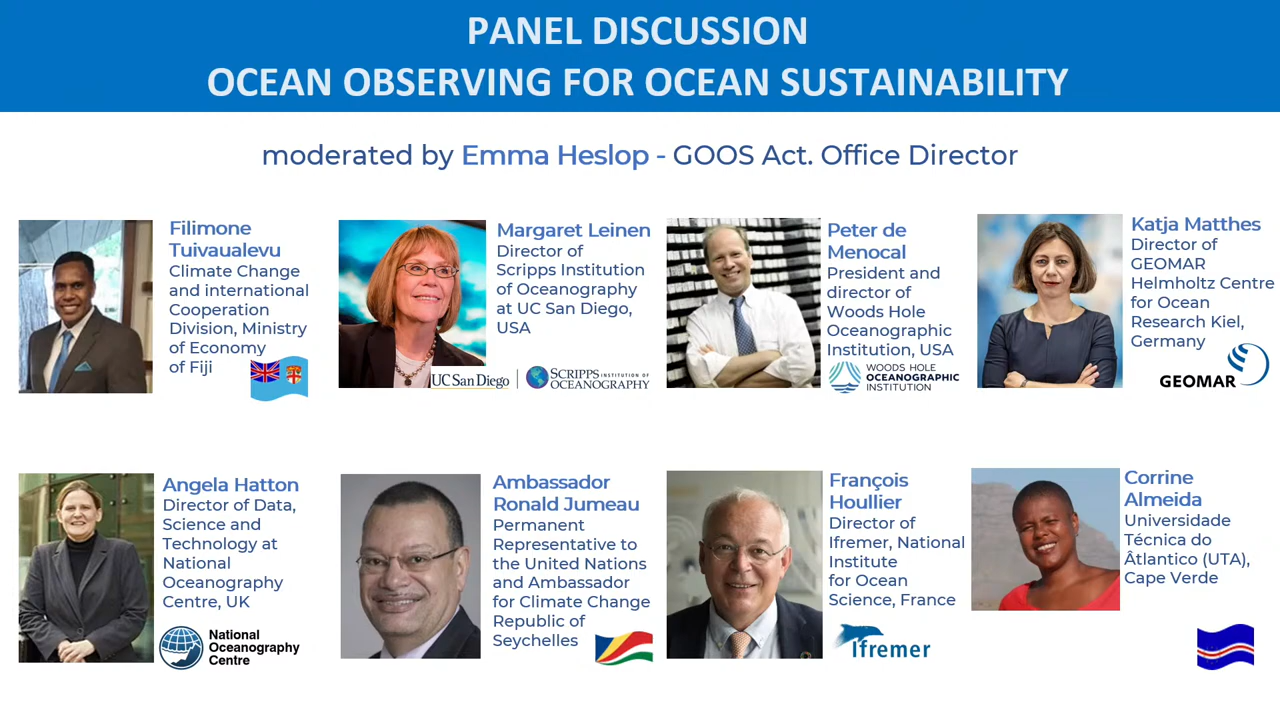 PANEL DISCUSSION
OCEAN OBSERVING FOR OCEAN SUSTAINABILITY
moderated by Emma Heslop - GOOS Act. Office Director
Filimone
Tuivaualevu
Climate Change
and international
Cooperation
Division, Ministry
of Economy
of Fiji
Margaret Leinen
Director of
Scripps Institution
of Oceanography
at UC San Diego,
USA
UC San Diego
SCRIPPS INSTITUTION OF
OCEANOGRAPHY
Peter de
Menocal
President and
director of
Woods Hole
Oceanographic
Institution, USA
WOODS HOLE
OCEANOGRAPHIC
INSTITUTION
Katja Matthes
Director of
GEOMAR
Helmholtz Centre
for Ocean
Research Kiel,
Germany
GEOMAR
Angela Hatton
Director of Data,
Science and
Technology at
National
Oceanography
Centre, UK
National
Oceanography
Centre
Ambassador
Ronald Jumeau
Permanent
Representative to
the United Nations
and Ambassador
for Climate Change
Republic of
Seychelles
François
Houllier
Director of
Ifremer, National
Institute
for Ocean
Science, France
Ifremer
Corrine
Almeida
Universidade
Técnica do
Âtlantico (UTA),
Cape Verde